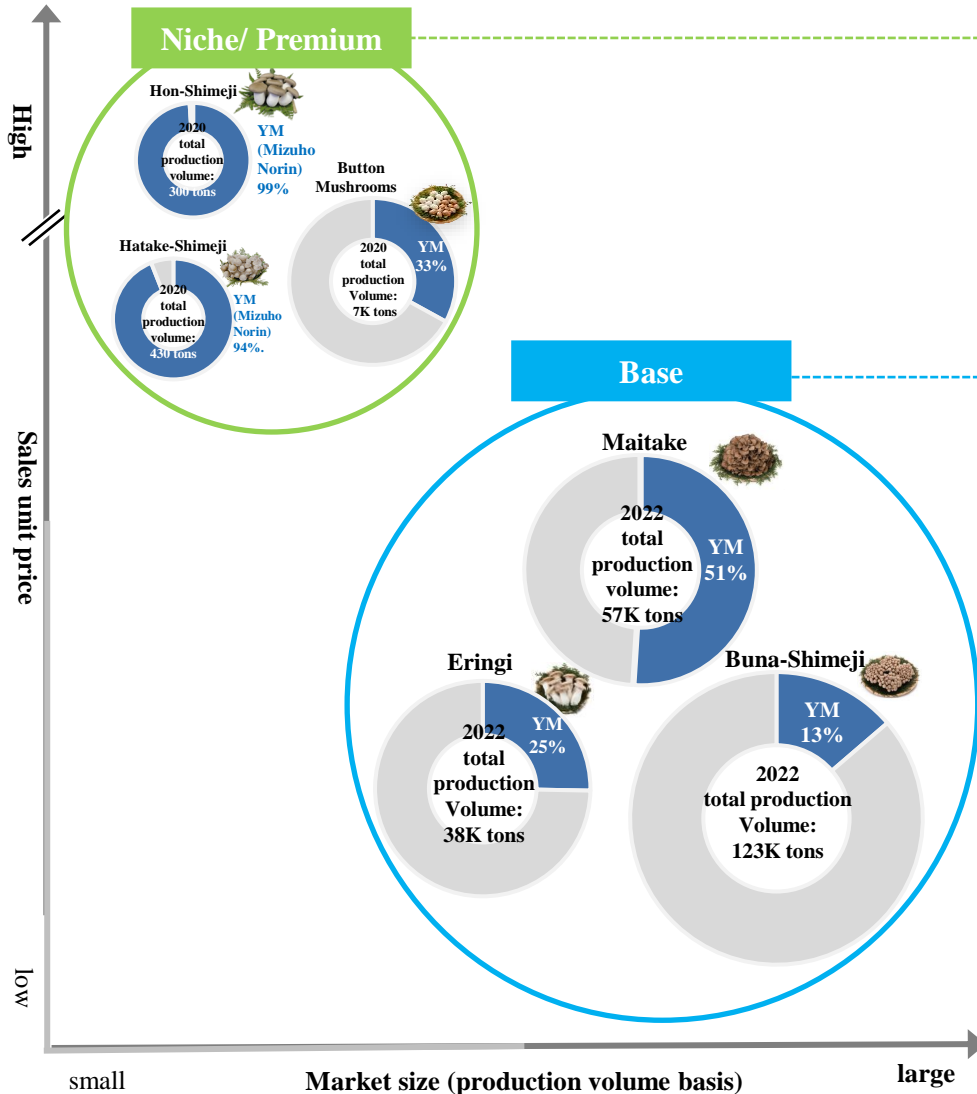 Niche/ Premium
High
Hon-Shimeji
2020
total
production
volume:
300 tons
YM
(Mizuho
Norin)
99%
Button
Mushrooms
2020
total
production
Volume:
7K tons
YM
33%
Hatake-Shimeji
2020
total
production
volume:
430 tons
YM
(Mizuho
Norin)
94%.
Base
Sales unit price
Maitake
2022
total
production
volume:
57K tons
YM
51%
Eringi
2022
total
production
Volume:
38K tons
YM
25%
Buna-Shimeji
YM
13%
2022
total production
Volume:
123K tons
low
small
Market size (production volume basis)
large